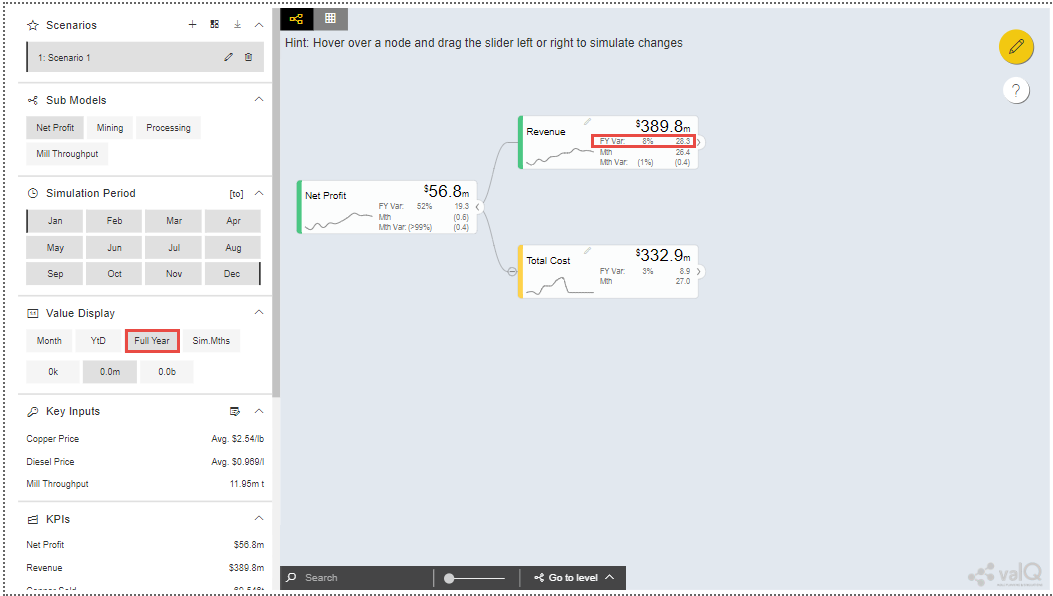 Scenarios
1: Scenario 1
Sub Models
Net Profit Mining Processing
Mill Throughput
Simulation Period [to]
Jan Feb Mar Apr
May Jun Jul Aug
Sep Oct Nov Dec
Value Display
Month YtD Full Year Sim.Mths
0k 0.0m 0.0b
Key Inputs
Copper Price Avg. $2.54/lb
Diesel Price Avg. $0.969/l
Mill Throughput 11.95m t
KPIs
Net Profit $56.8m
Revenue $389.8m
Hint: Hover over a node and drag the slider left or right to simulate changes
?
Net Profit $56.8m
FY Var: 52% 19.3
Mth (0.6)
Mth Var: (>99%) (0.4)
Revenue $389.8m
FY Var: 8% 28.3
Mth 26.4
Mth Var: (1%) (0.4)
Total Cost $332.9m
FY Var: 3% 8.9
Mth 27.0
Search
Go to level
valQ